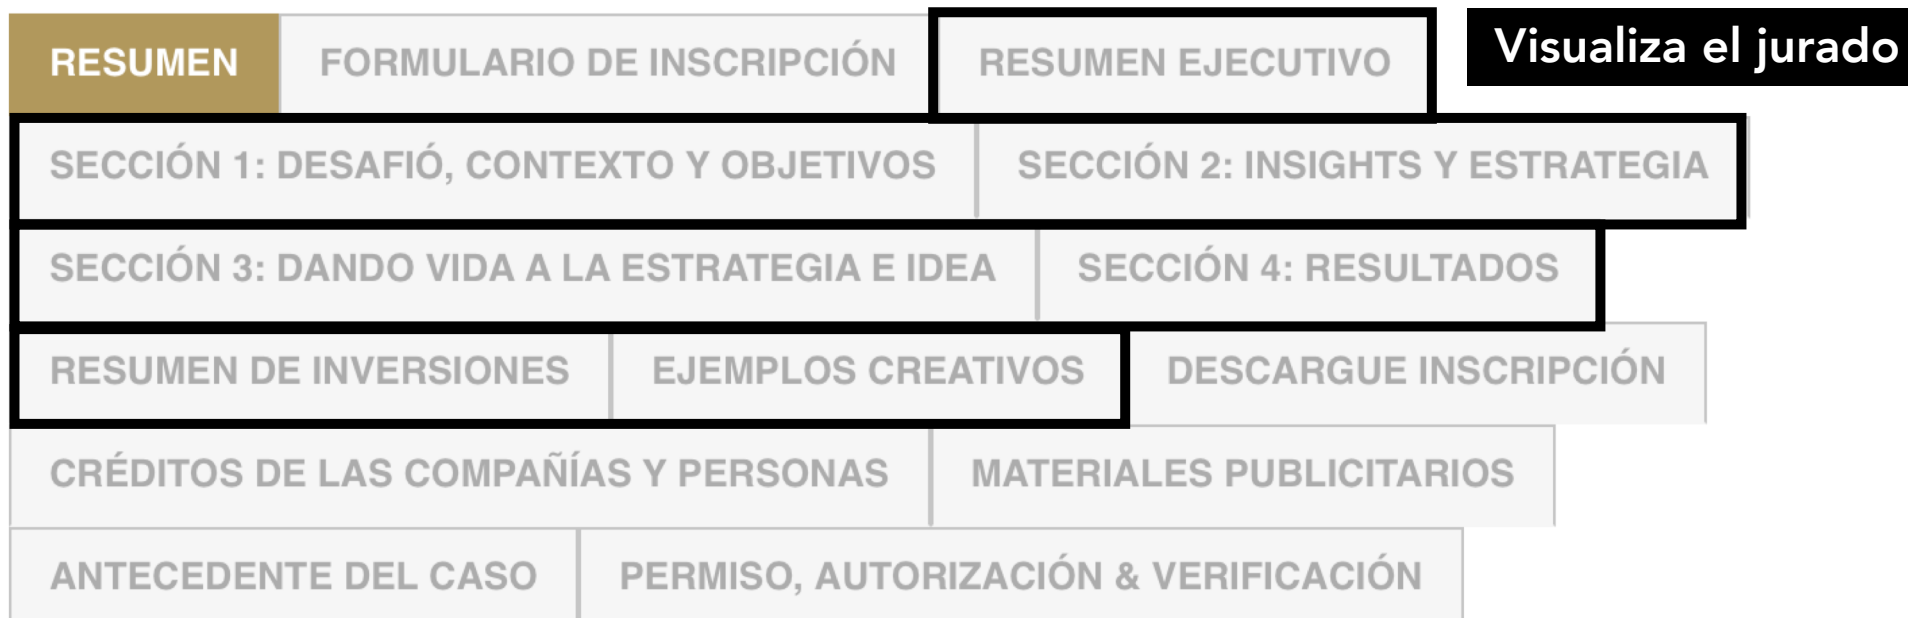 RESUMEN FORMULARIO DE INSCRIPCIÓN RESUMEN EJECUTIVO Visualiza el jurado
SECCIÓN 1: DESAFIÓ, CONTEXTO Y OBJETIVOS SECCIÓN 2: INSIGHTS Y ESTRATEGIA
SECCIÓN 3: DANDO VIDA A LA ESTRATEGIA E IDEA SECCIÓN 4: RESULTADOS
RESUMEN DE INVERSIONES EJEMPLOS CREATIVOS DESCARGUE INSCRIPCIÓN
CRÉDITOS DE LAS COMPAÑÍAS Y PERSONAS MATERIALES PUBLICITARIOS
ANTECEDENTE DEL CASO PERMISO, AUTORIZACIÓN & VERIFICACIÓN